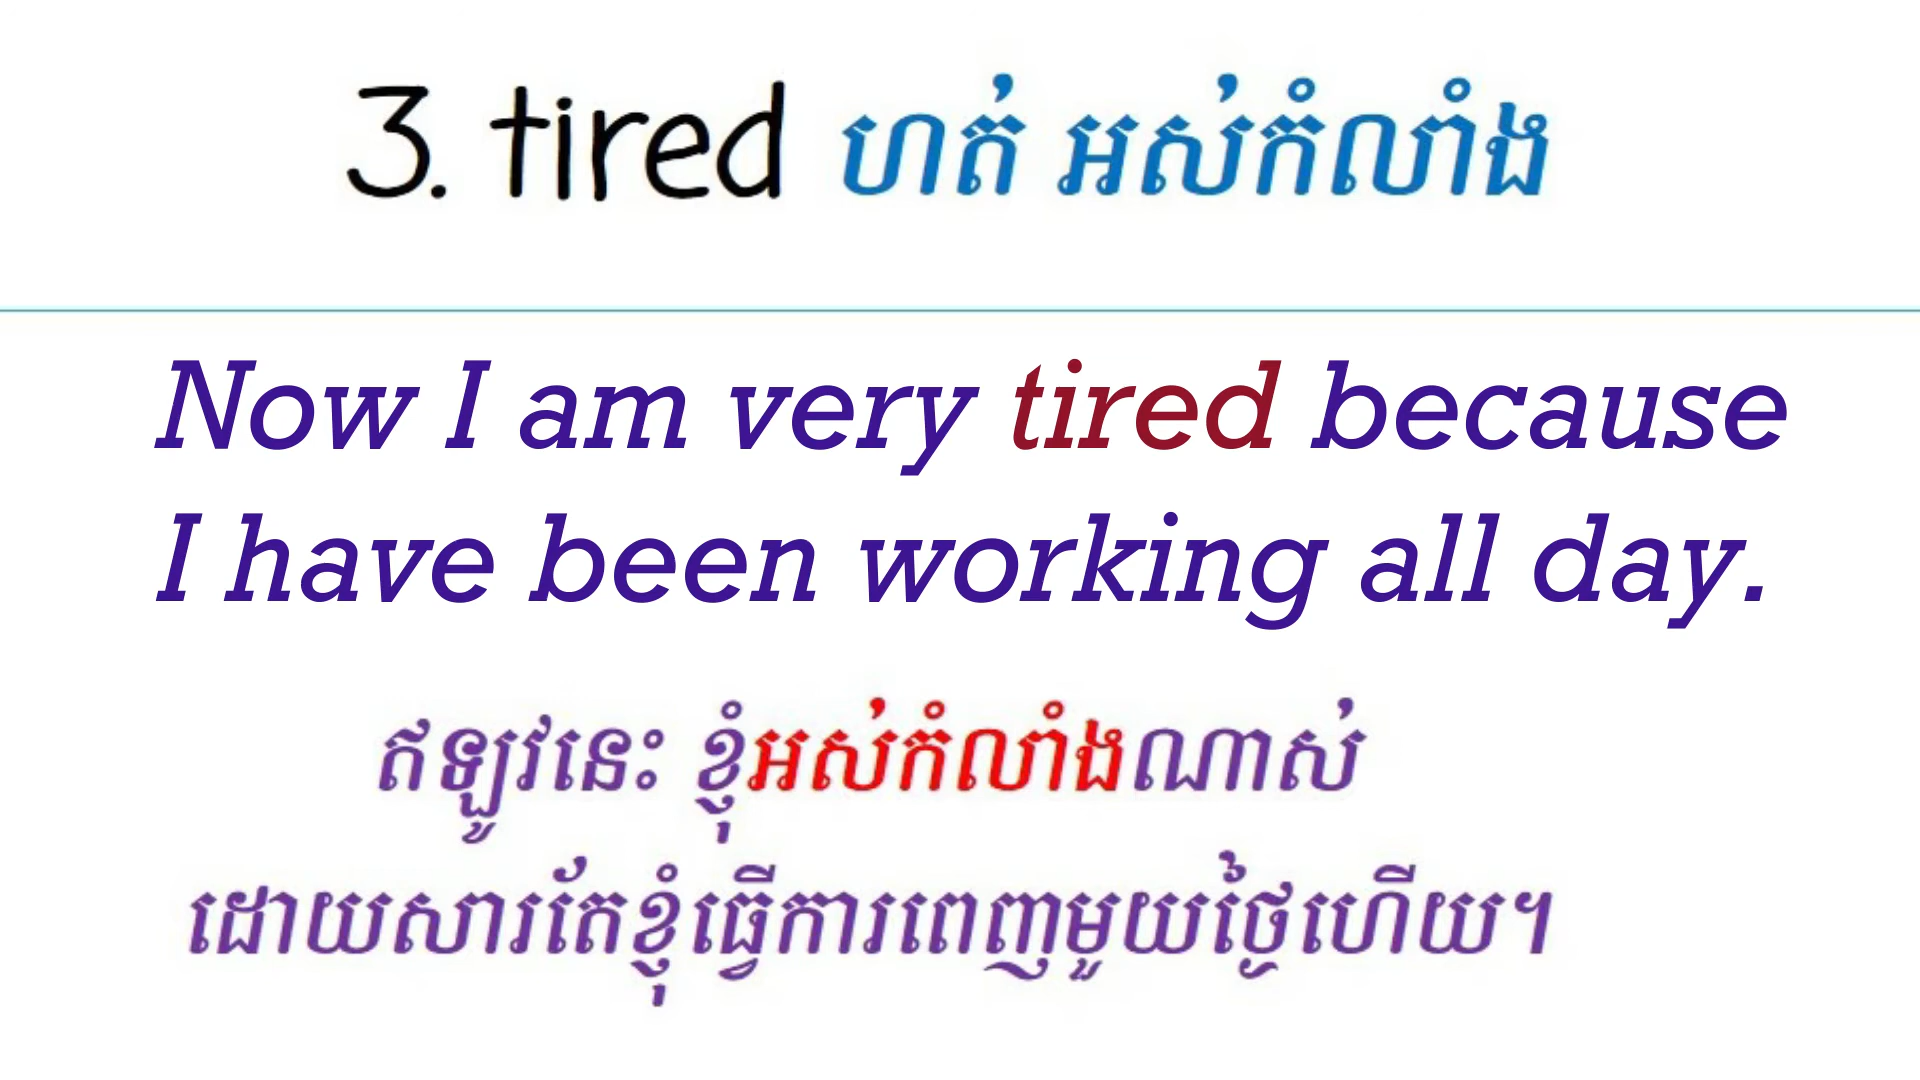 3. tired ហត់ អស់កំលាំង
Now I am very tired because
I have been working all day.
ឥឡូវនេះ ខ្ញុំអស់កំលាំងណាស់
ដោយសារតែខ្ញុំធ្វើការពេញមួយថ្ងៃហើយ។